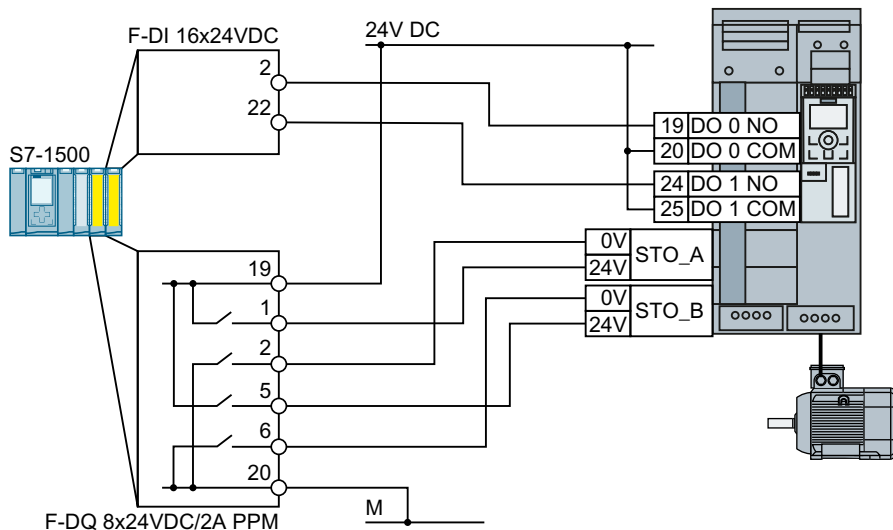 F-DI 16x24VDC
24V DC
2
22
S7-1500
19 DO 0 NO
20 DO 0 COM
24 DO 1 NO
25 DO 1 COM
0V
24V
STO_A
0V
24V
STO_B
19
1
2
5
6
20
M
F-DQ 8x24VDC/2A PPM